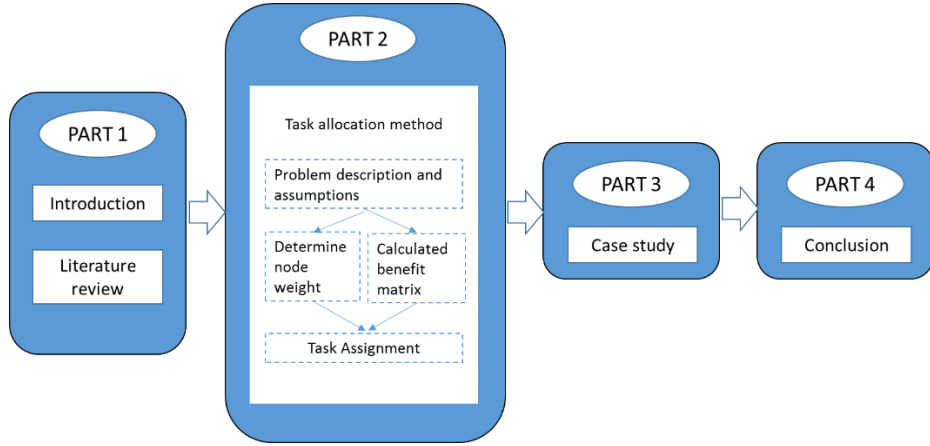 PART 1
Introduction
Literature
review
PART 2
Task allocation method
Problem description and
assumptions
Determine
node
weight
Calculated
benefit
matrix
Task Assignment
PART 3
Case study
PART 4
Conclusion